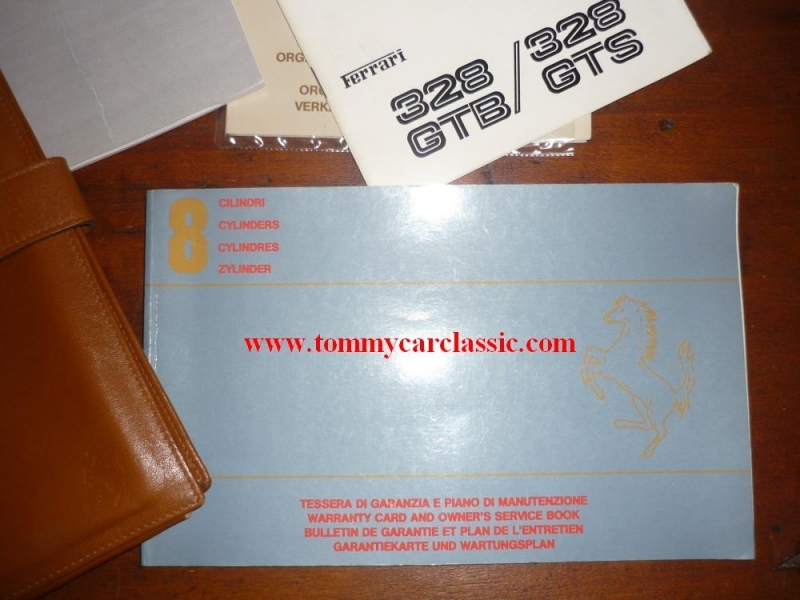 ORG
ORG
VERK
Ferrari
328 / 328
GTB GTS
8
CILINDRI
CYLINDERS
CYLINDRES
ZYLINDER
www.tommycarclassic.com
TESSERA DI GARANZIA E PIANO DI MANUTENZIONE
WARRANTY CARD AND OWNER'S SERVICE BOOK
BULLETIN DE GARANTIE ET PLAN DE L'ENTRETIEN
GARANTIEKARTE UND WARTUNGSPLAN